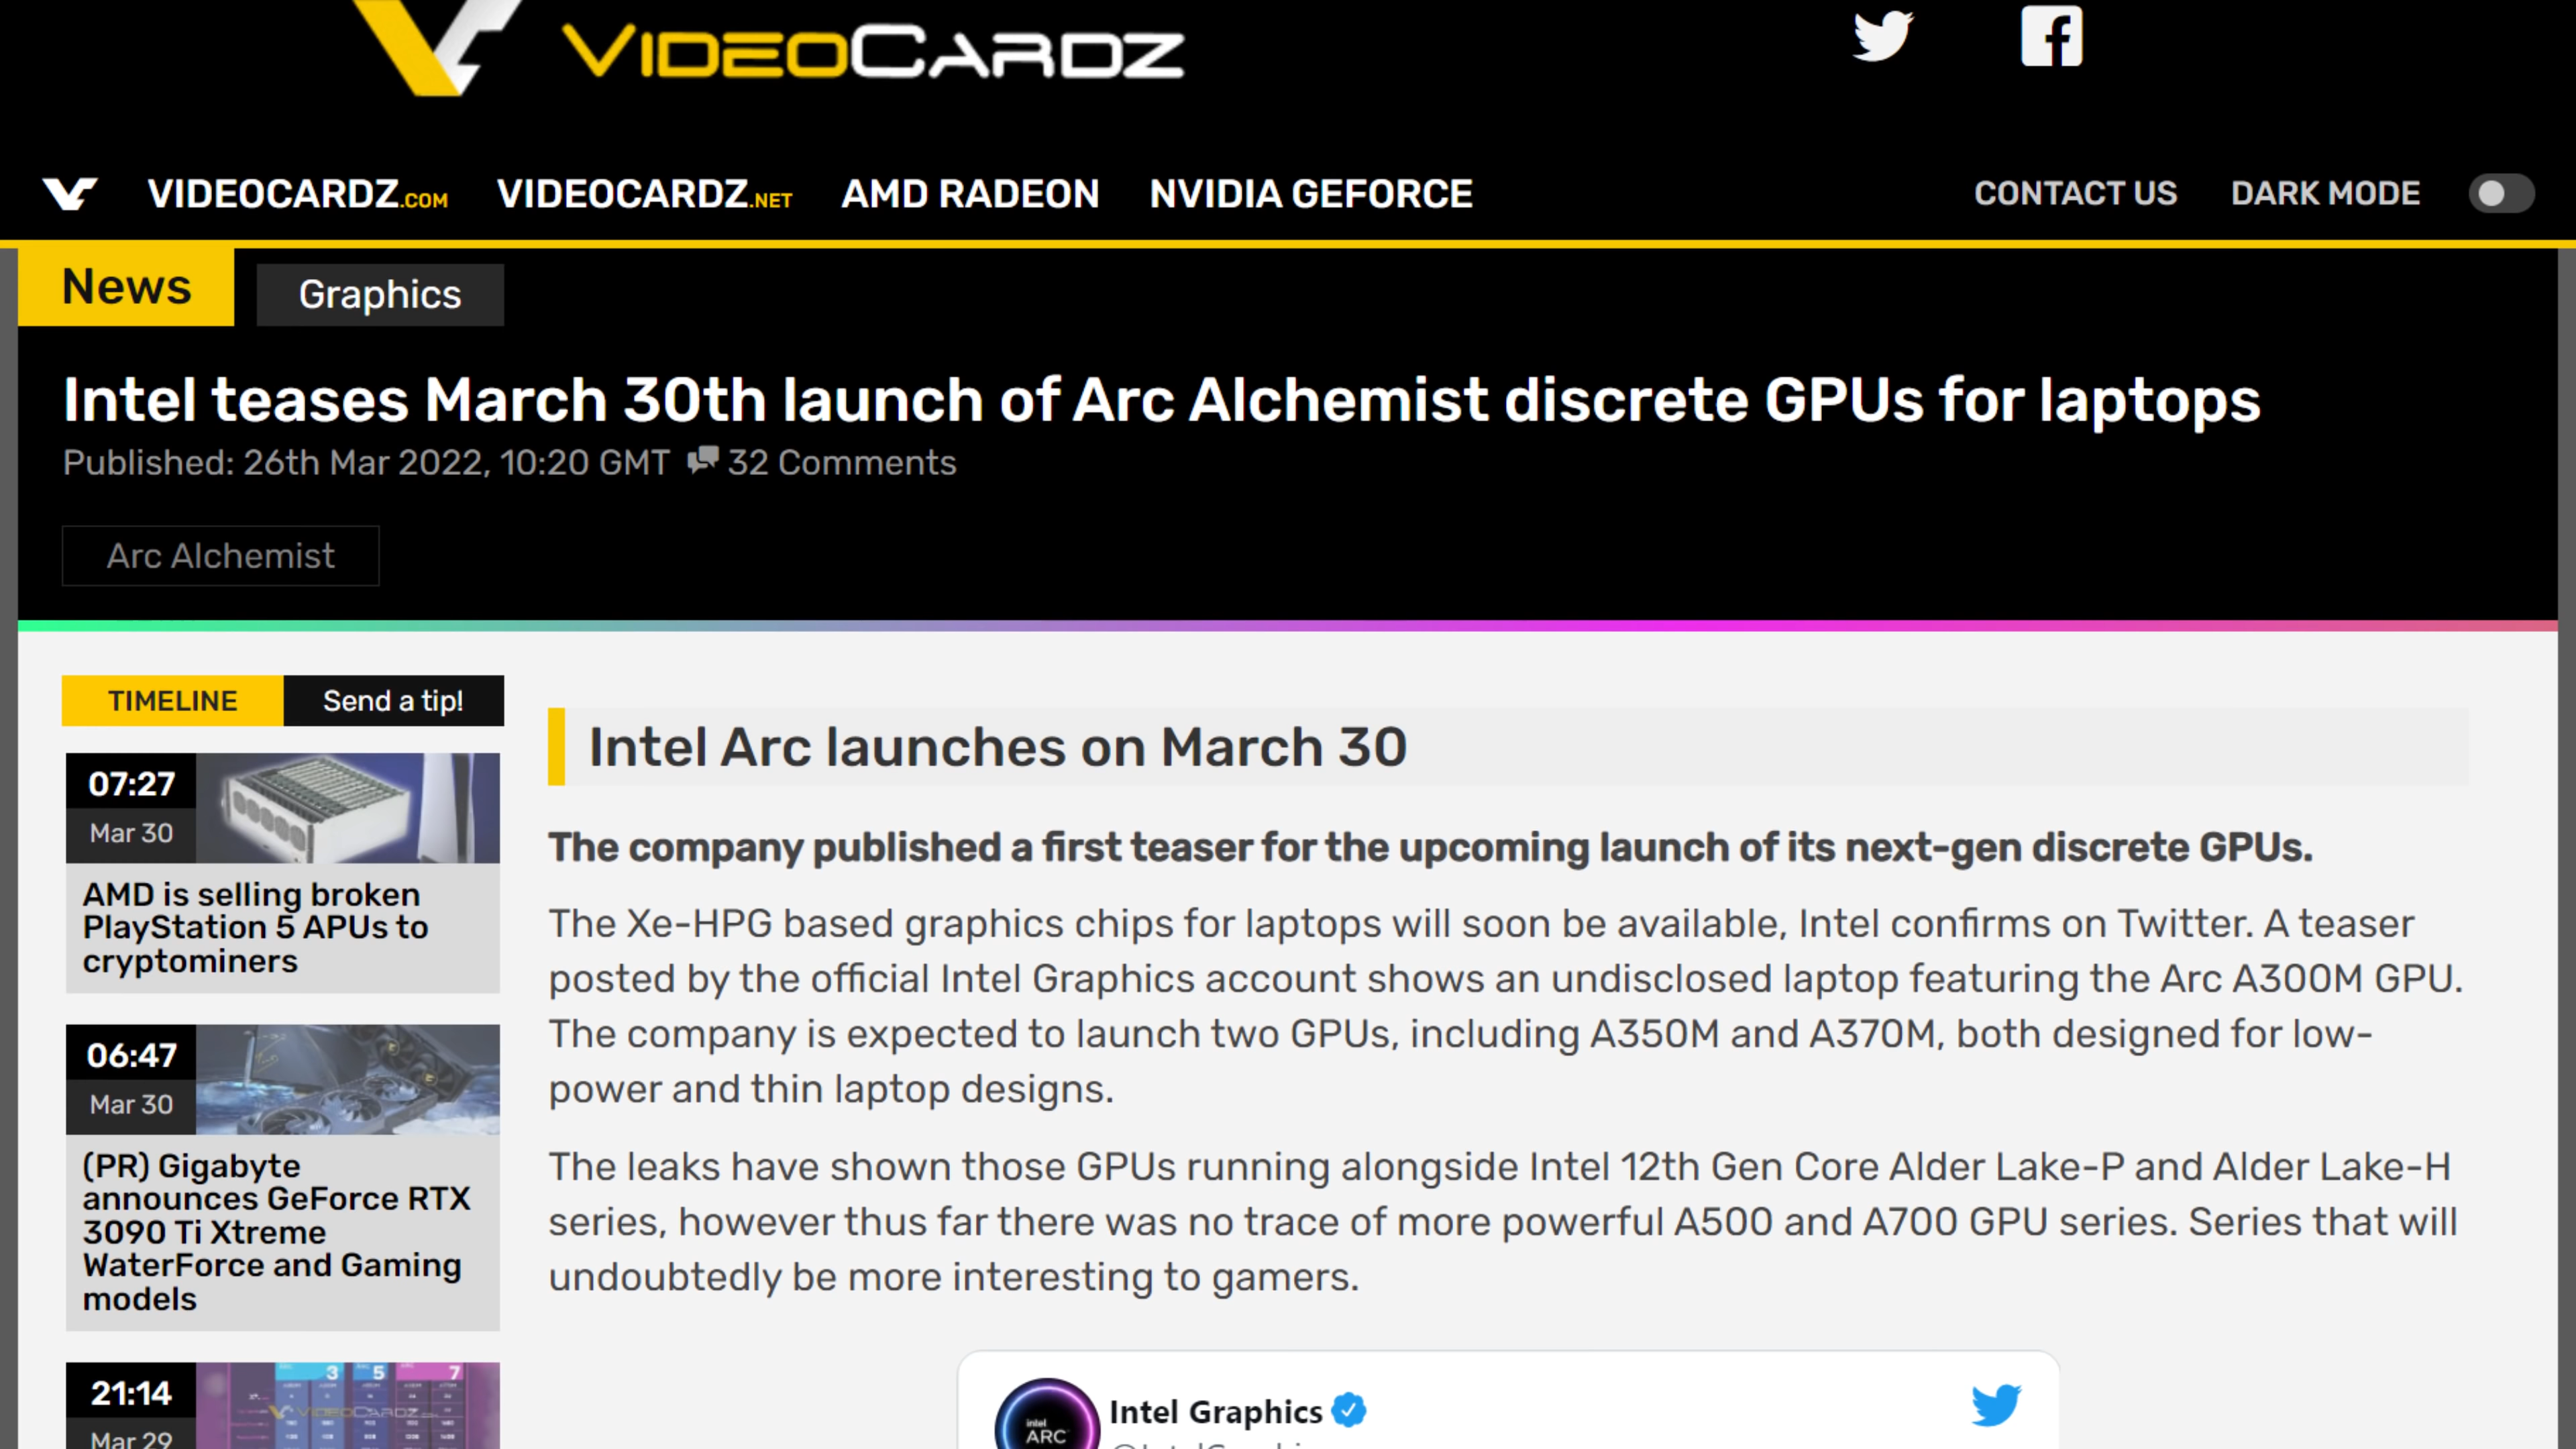 VIDEOCARDZ
VIDEOCARDZ.COM VIDEOCARDZ.NET AMD RADEON NVIDIA GEFORCE CONTACT US DARK MODE
News Graphics
Intel teases March 30th launch of Arc Alchemist discrete GPUs for laptops
Published: 26th Mar 2022, 10:20 GMT 32 Comments
Arc Alchemist
TIMELINE Send a tip!
07:27
Mar 30
AMD is selling broken
PlayStation 5 APUs to
cryptominers
06:47
Mar 30
(PR) Gigabyte
announces GeForce RTX
3090 Ti Xtreme
WaterForce and Gaming
models
21:14
Mar 29
3 5 7
VIDEOCARDZ
Intel Arc launches on March 30
The company published a first teaser for the upcoming launch of its next-gen discrete GPUs.
The Xe-HPG based graphics chips for laptops will soon be available, Intel confirms on Twitter. A teaser
posted by the official Intel Graphics account shows an undisclosed laptop featuring the Arc A300M GPU.
The company is expected to launch two GPUs, including A350M and A370M, both designed for low-
power and thin laptop designs.
The leaks have shown those GPUs running alongside Intel 12th Gen Core Alder Lake-P and Alder Lake-H
series, however thus far there was no trace of more powerful A500 and A700 GPU series. Series that will
undoubtedly be more interesting to gamers.
intel
ARC
Intel Graphics